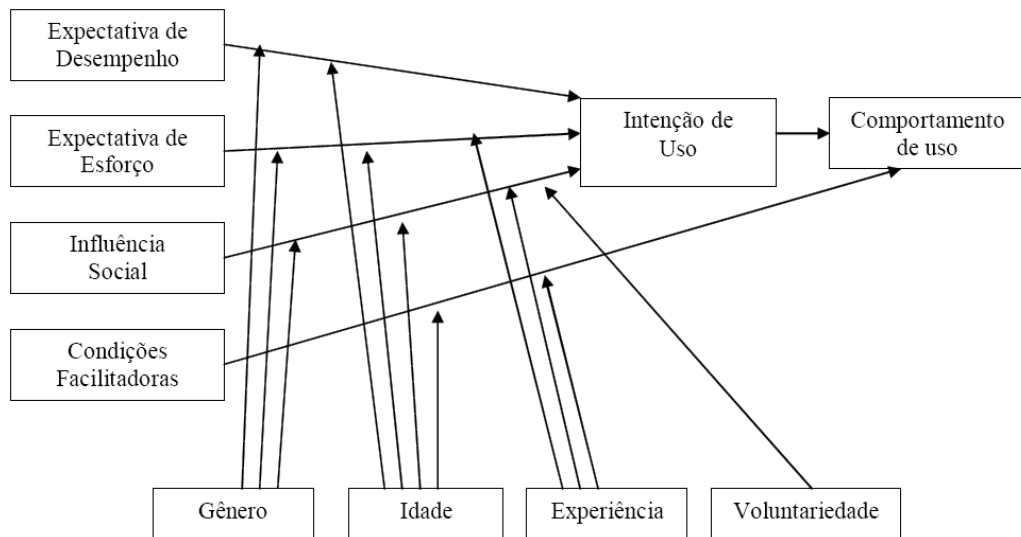 Expectativa de
Desempenho
Expectativa de
Esforço
Influência
Social
Condições
Facilitadoras
Intenção de
Uso
Comportamento
de uso
Gênero
Idade
Experiência
Voluntariedade